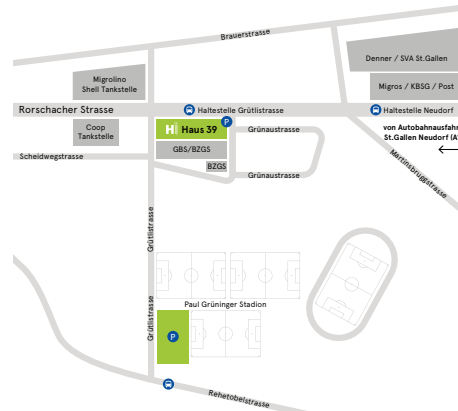 Brauerstrasse
Denner / SVA St.Gallen
Migrolino
Shell Tankstelle
Migros / KBSG / Post
Rorschacher Strasse
Haltestelle Grütlistrasse
Haltestelle Neudorf
P
Hi Haus 39
Grünaustrasse
Coop
Tankstelle
von Autobahnausfahr
St.Gallen Neudorf (A
GBS/BZGS
Scheidwegstrasse
BZGS
Grünaustrasse
Martinsbruggstrasse
Grütlistrasse
Grütlistrasse
Paul Grüninger Stadion
P
Rehetobelstrasse